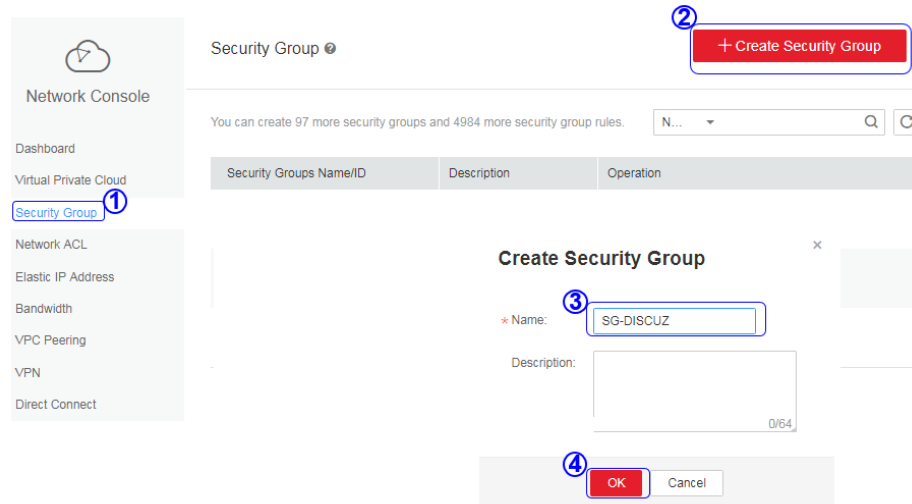 Network Console
Dashboard
Virtual Private Cloud
Security Group
1
Network ACL
Elastic IP Address
Bandwidth
VPC Peering
VPN
Direct Connect
Security Group ?
2
+ Create Security Group
You can create 97 more security groups and 4984 more security group rules.
N...
Security Groups Name/ID Description Operation
Create Security Group ×
3
* Name: SG-DISCUZ
Description:
0/64
4
OK Cancel